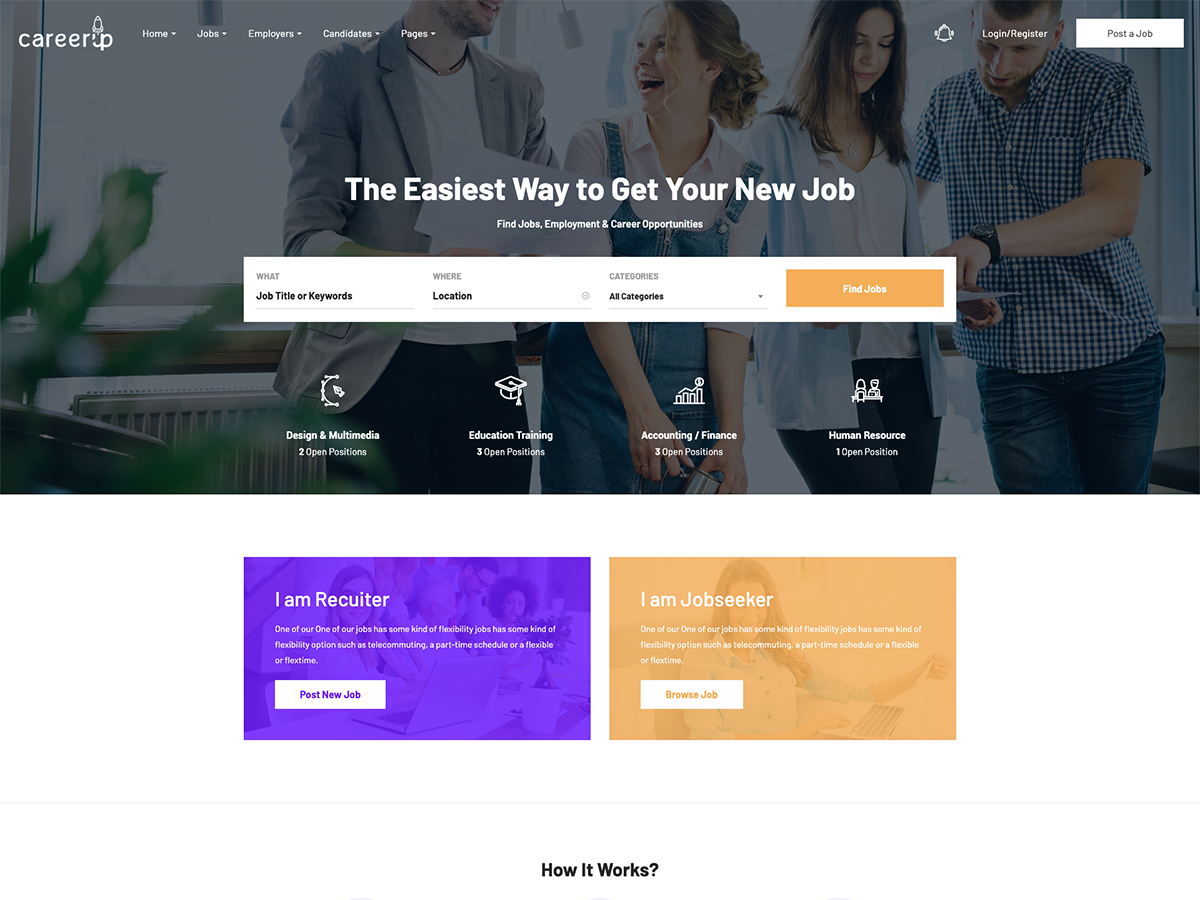 careerup
Home
Jobs
Employers
Candidates
Pages
Login/Register
Post a Job
The Easiest Way to Get Your New Job
Find Jobs, Employment & Career Opportunities
WHAT
Job Title or Keywords
WHERE
Location
CATEGORIES
All Categories
Find Jobs
Design & Multimedia
2 Open Positions
Education Training
3 Open Positions
Accounting / Finance
3 Open Positions
Human Resource
1 Open Position
I am Recuiter
One of our One of our jobs has some kind of flexibility jobs has some kind of
flexibility option such as telecommuting, a part-time schedule or a flexible
or flextime.
Post New Job
I am Jobseeker
One of our One of our jobs has some kind of flexibility jobs has some kind of
flexibility option such as telecommuting, a part-time schedule or a flexible
or flextime.
Browse Job
How It Works?